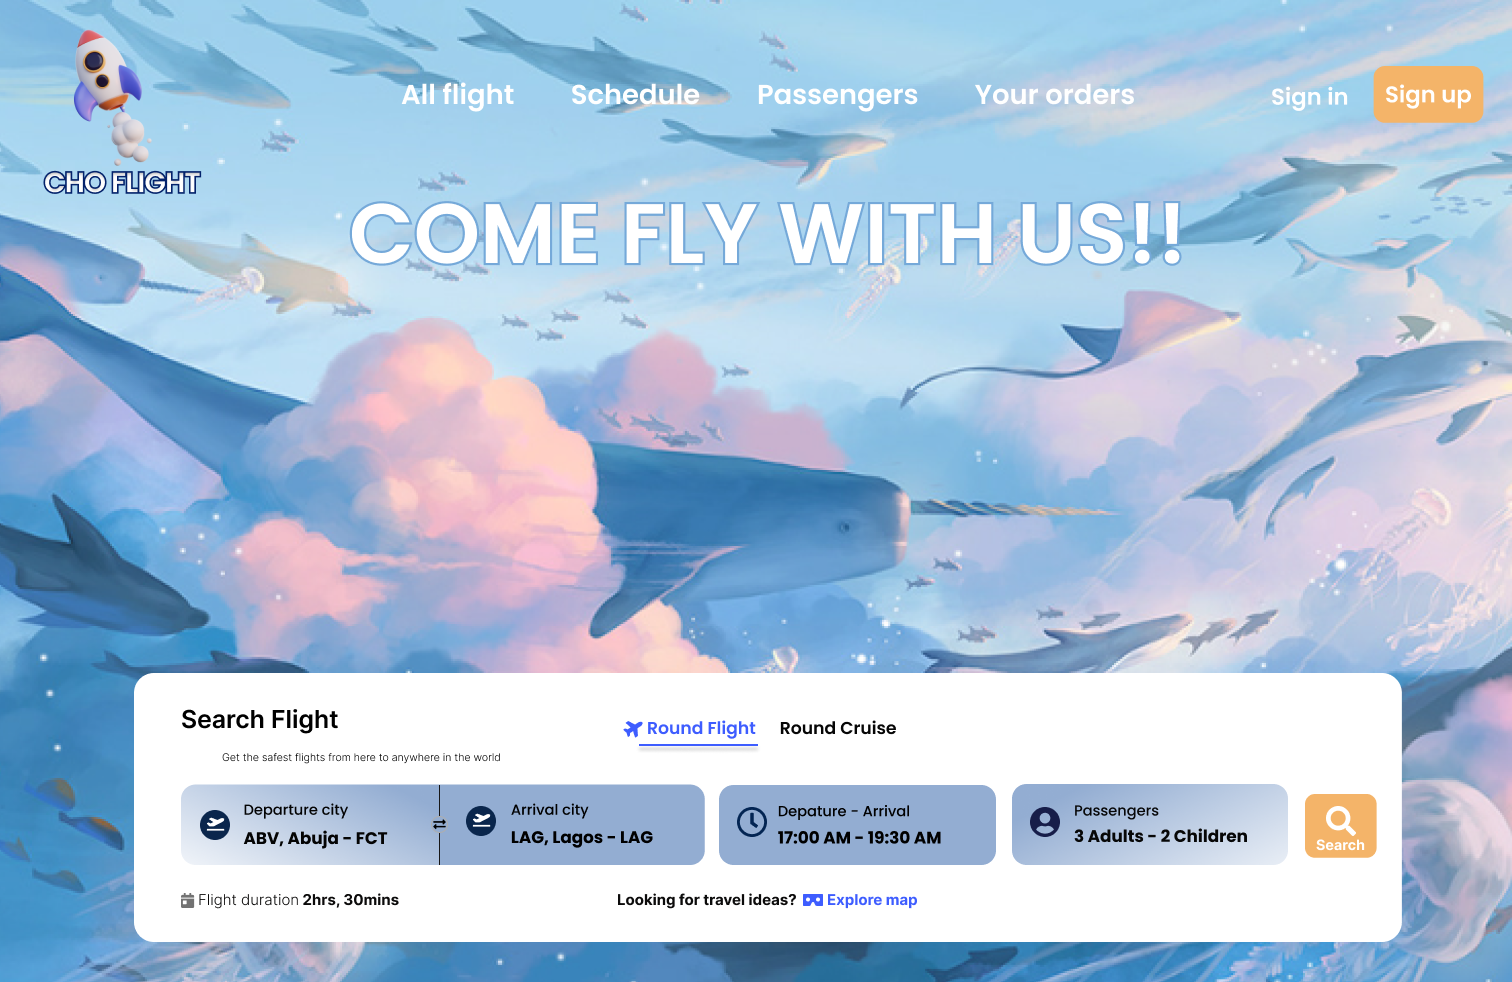 All flight Schedule Passengers Your orders Sign in Sign up
CHO FLIGHT
COME FLY WITH US!!
Search Flight
Round Flight Round Cruise
Get the safest flights from here to anywhere in the world
Departure city
ABV, Abuja - FCT
Arrival city
LAG, Lagos - LAG
Depature - Arrival
17:00 AM - 19:30 AM
Passengers
3 Adults - 2 Children
Search
Flight duration 2hrs, 30mins
Looking for travel ideas? Explore map